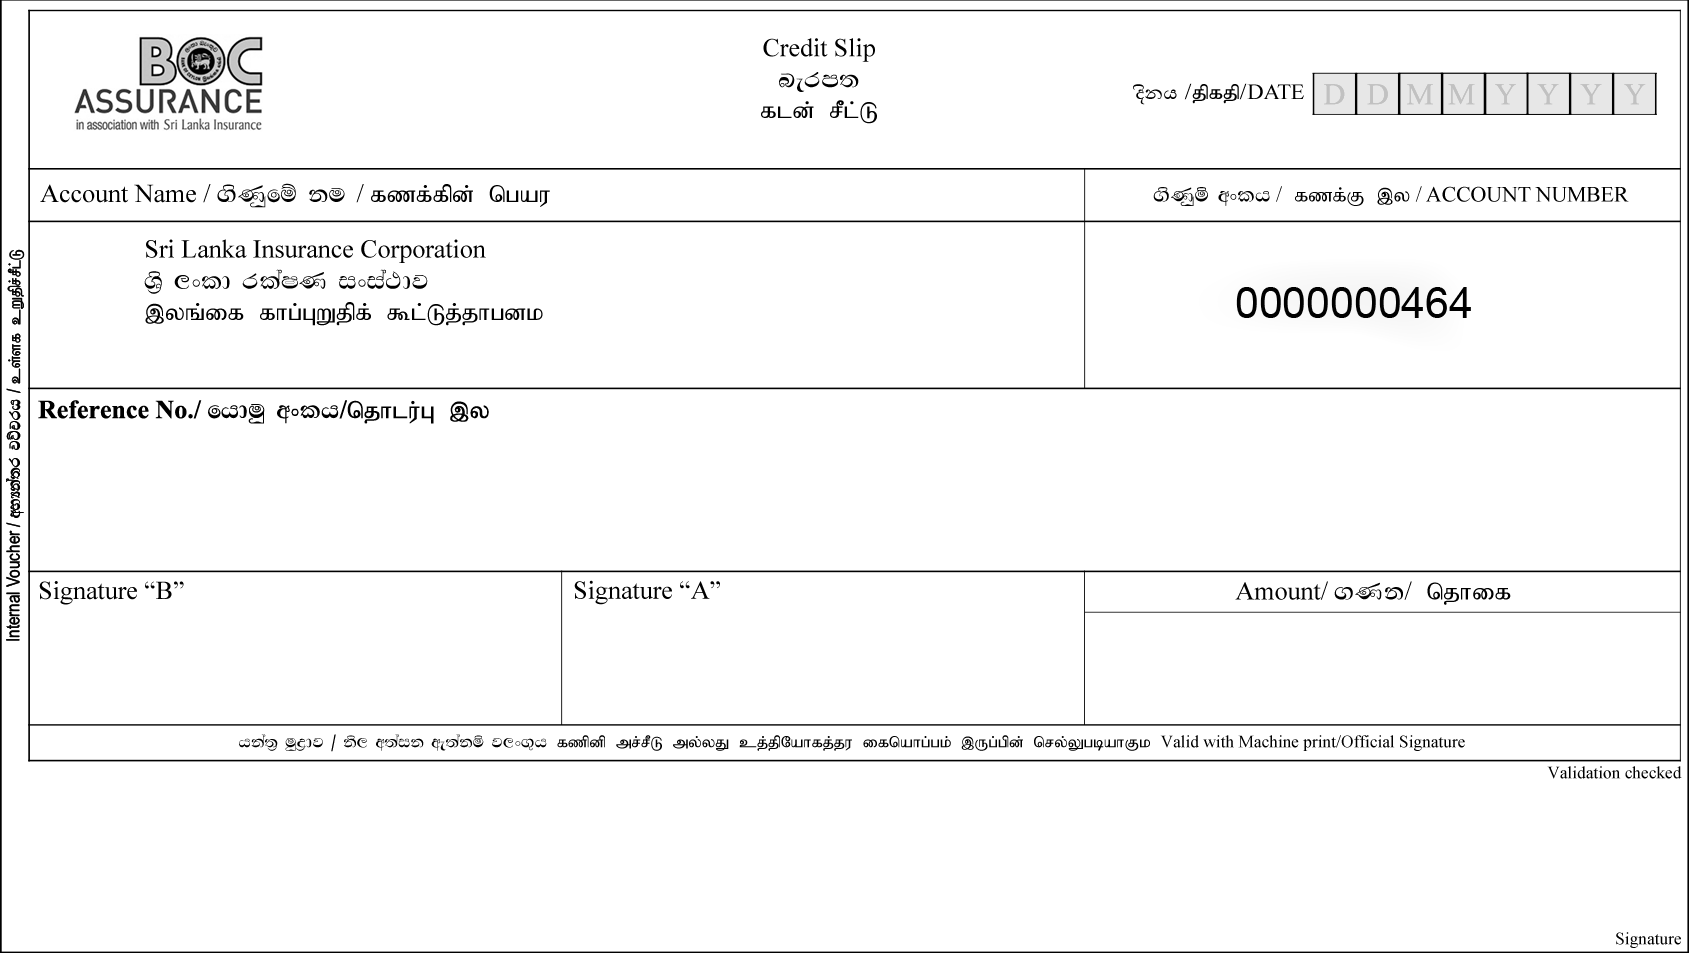 BOC
ASSURANCE
in association with Sri Lanka Insurance
Credit Slip
බැරපත
கடன் சீட்டு
දිනය /திகதி/DATE D D M M Y Y Y Y
Account Name / ගිණුමේ නම / கணக்கின் பெயர
ගිණුම් අංකය / கணக்கு இல / ACCOUNT NUMBER
Sri Lanka Insurance Corporation
ශ්‍රි ලංකා රක්ෂණ සංස්ථාව
இலங்கை காப்புறுதிக் கூட்டுத்தாபனம
0000000464
Reference No./ යොමු අංකය/தொடர்பு இல
Signature “B”
Signature “A”
Amount/ ගණන/ தொகை
යන්ත්‍ර මුද්‍රාව / නිල අත්සන ඇත්නම් වලංගුය கணினி அச்சீடு அல்லது உத்தியோகத்தர கையொப்பம் இருப்பின் செல்லுபடியாகும Valid with Machine print/Official Signature
Validation checked
Signature
Internal Voucher / අභ්‍යන්තර වව්චරය / உள்ளக உறுதிச்சீட்டு